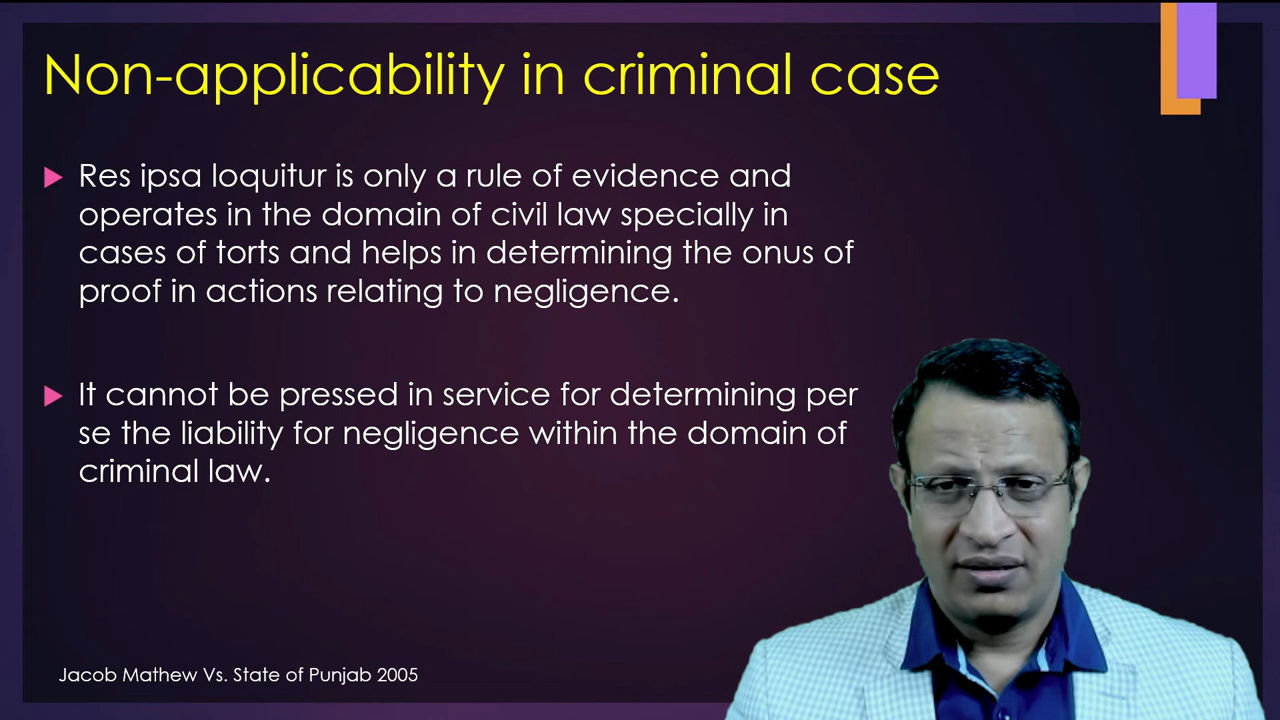 Non-applicability in criminal case
Res ipsa loquitur is only a rule of evidence and
operates in the domain of civil law specially in
cases of torts and helps in determining the onus of
proof in actions relating to negligence.
It cannot be pressed in service for determining per
se the liability for negligence within the domain of
criminal law.
Jacob Mathew Vs. State of Punjab 2005